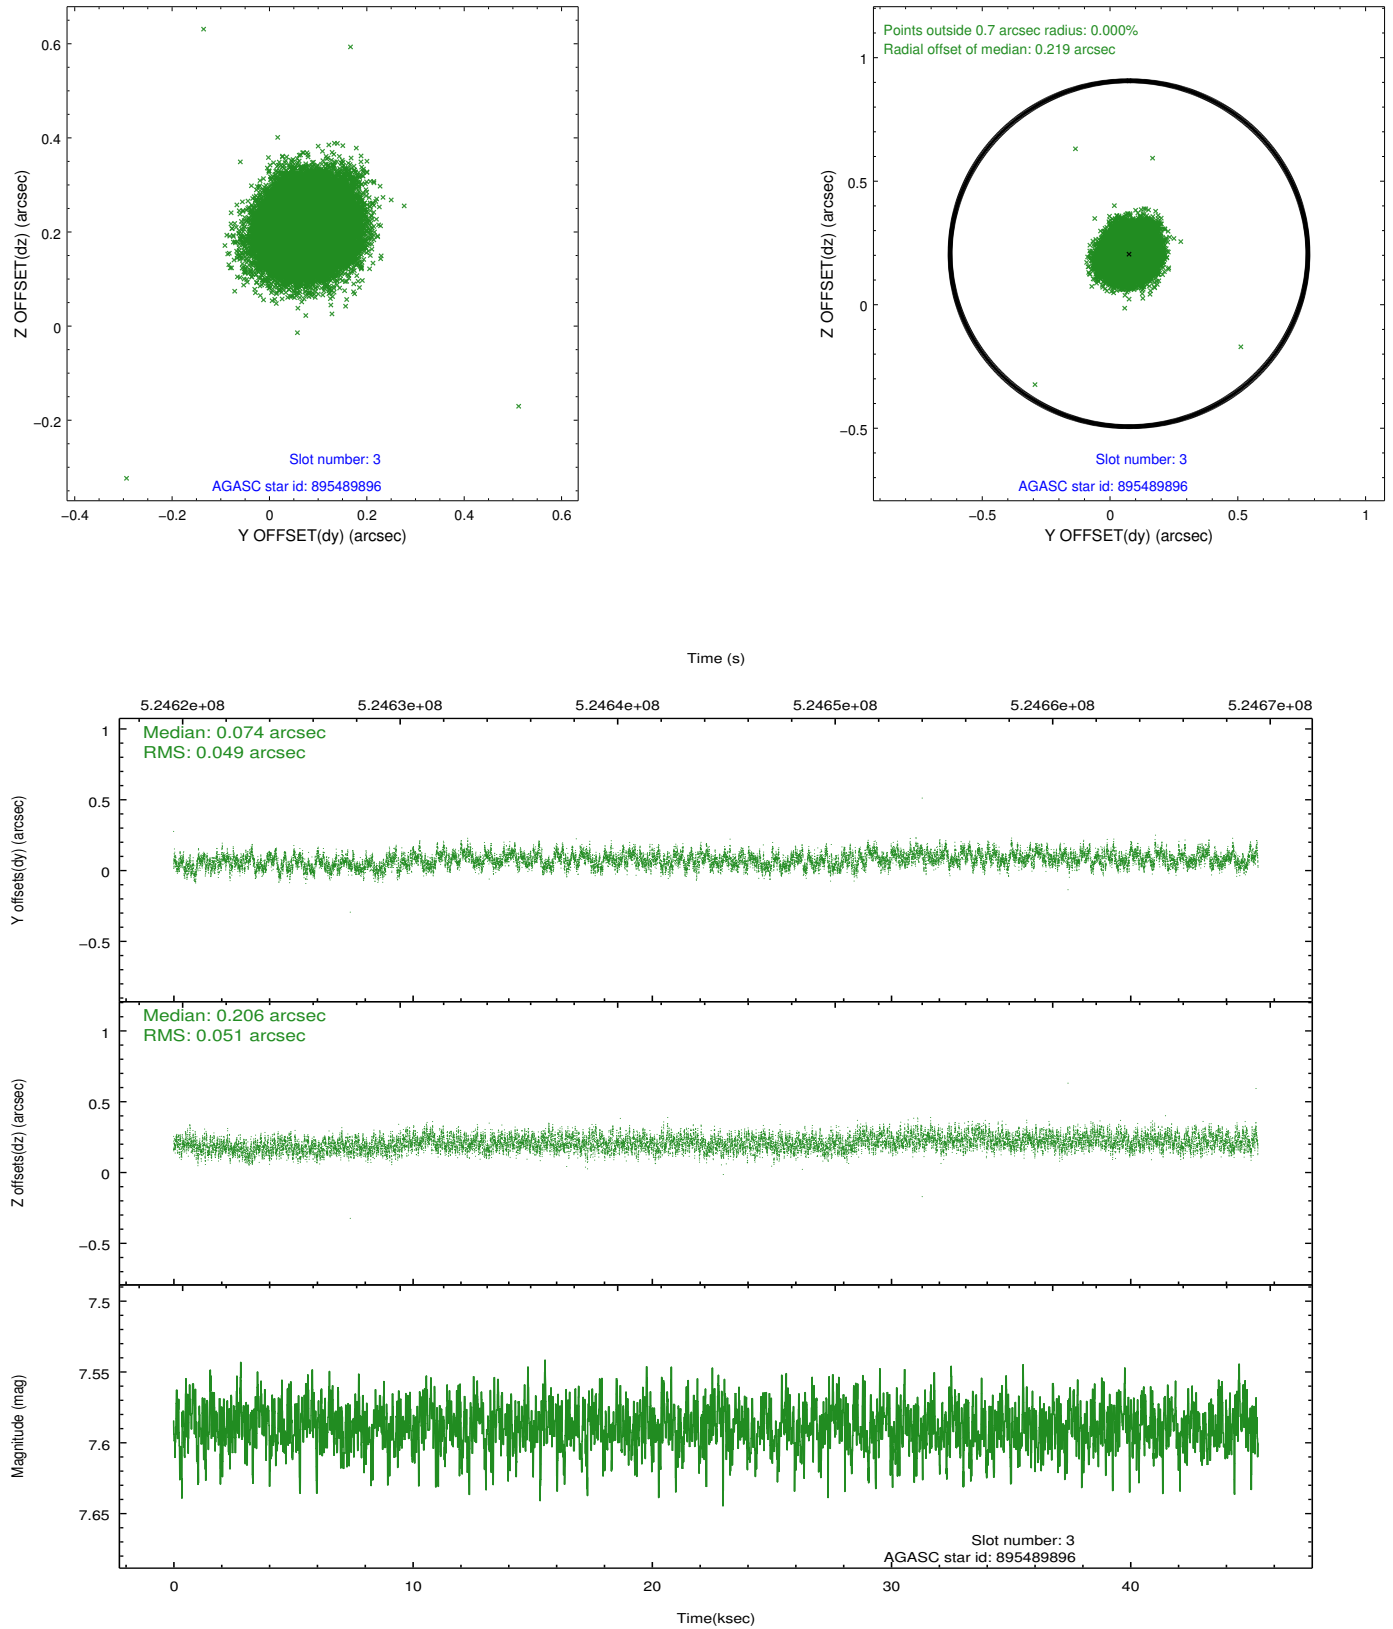 0.6
0.4
0.2
0
−0.2
−0.4
−0.2
0
0.2
0.4
0.6
Z OFFSET(dz) (arcsec)
Y OFFSET(dy) (arcsec)
Slot number: 3
AGASC star id: 895489896
Points outside 0.7 arcsec radius: 0.000%
Radial offset of median: 0.219 arcsec
1
0.5
0
−0.5
−0.5
0
0.5
1
Z OFFSET(dz) (arcsec)
Y OFFSET(dy) (arcsec)
Slot number: 3
AGASC star id: 895489896
Time (s)
5.2462e+08
5.2463e+08
5.2464e+08
5.2465e+08
5.2466e+08
5.2467e+08
Median: 0.074 arcsec
RMS: 0.049 arcsec
1
0.5
0
−0.5
Y offsets(dy) (arcsec)
Median: 0.206 arcsec
RMS: 0.051 arcsec
1
0.5
0
−0.5
Z offsets(dz) (arcsec)
7.5
7.55
7.6
7.65
Magnitude (mag)
Slot number: 3
AGASC star id: 895489896
0
10
20
30
40
Time(ksec)